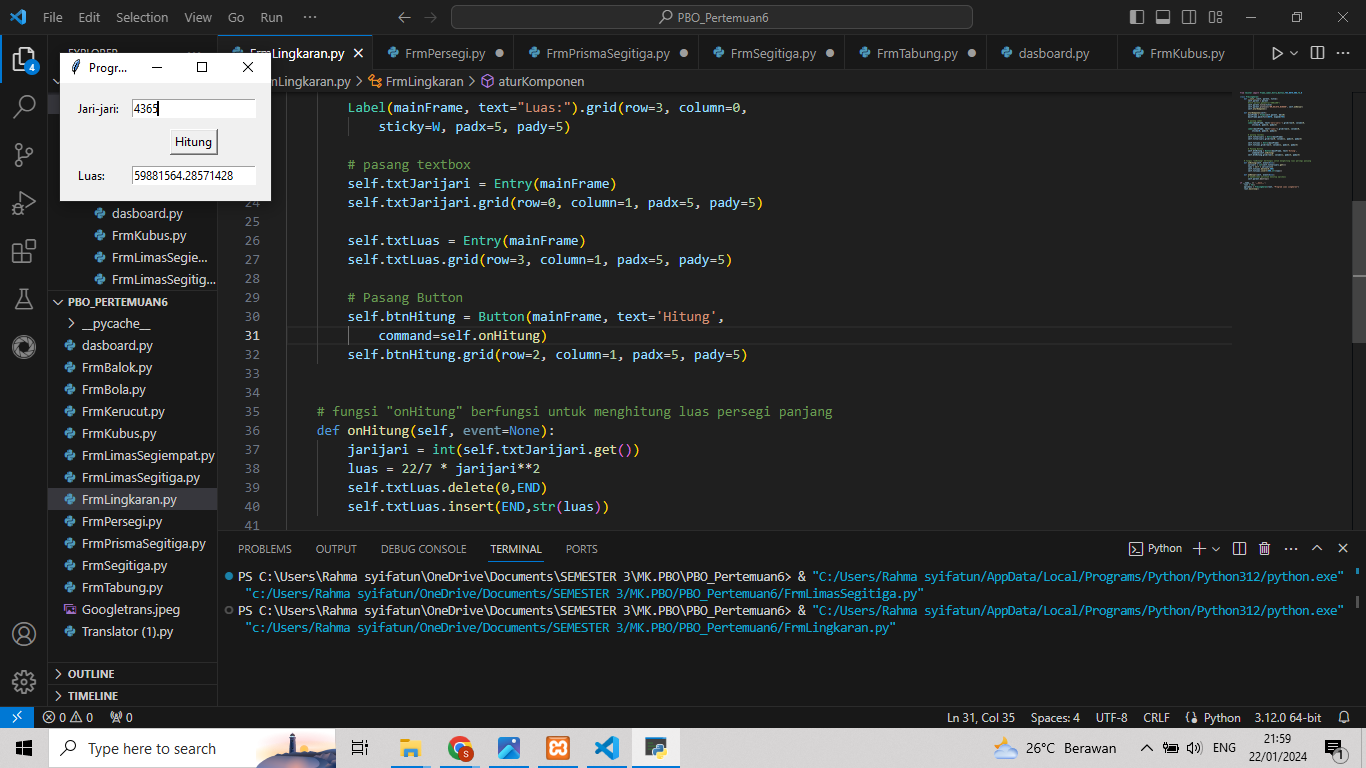 File Edit Selection View Go Run ··· PBO_Pertemuan6
EXPLORER
FrmLingkaran.py FrmPersegi.py FrmPrismaSegitiga.py FrmSegitiga.py FrmTabung.py dasboard.py FrmKubus.py
FrmLingkaran.py > FrmLingkaran > aturKomponen
Progr...
Jari-jari: 4365
Hitung
Luas: 59881564.28571428
dasboard.py
FrmKubus.py
FrmLimasSegie...
FrmLimasSegitig...
PBO_PERTEMUAN6
__pycache__
dasboard.py
FrmBalok.py
FrmBola.py
FrmKerucut.py
FrmKubus.py
FrmLimasSegiempat.py
FrmLimasSegitiga.py
FrmLingkaran.py
FrmPersegi.py
FrmPrismaSegitiga.py
FrmSegitiga.py
FrmTabung.py
Googletrans.jpeg
Translator (1).py
OUTLINE
TIMELINE
Label(mainFrame, text="Luas:").grid(row=3, column=0,
sticky=W, padx=5, pady=5)
# pasang textbox
self.txtJarijari = Entry(mainFrame)
24 self.txtJarijari.grid(row=0, column=1, padx=5, pady=5)
25
26 self.txtLuas = Entry(mainFrame)
27 self.txtLuas.grid(row=3, column=1, padx=5, pady=5)
28
29 # Pasang Button
30 self.btnHitung = Button(mainFrame, text='Hitung',
31 command=self.onHitung)
32 self.btnHitung.grid(row=2, column=1, padx=5, pady=5)
33
34
35 # fungsi "onHitung" berfungsi untuk menghitung luas persegi panjang
36 def onHitung(self, event=None):
37 jarijari = int(self.txtJarijari.get())
38 luas = 22/7 * jarijari**2
39 self.txtLuas.delete(0,END)
40 self.txtLuas.insert(END,str(luas))
41
PROBLEMS OUTPUT DEBUG CONSOLE TERMINAL PORTS Python
PS C:\Users\Rahma syifatun\OneDrive\Documents\SEMESTER 3\MK.PBO\PBO_Pertemuan6> & "C:/Users/Rahma syifatun/AppData/Local/Programs/Python/Python312/python.exe"
"c:/Users/Rahma syifatun/OneDrive/Documents/SEMESTER 3/MK.PBO/PBO_Pertemuan6/FrmLimasSegitiga.py"
PS C:\Users\Rahma syifatun\OneDrive\Documents\SEMESTER 3\MK.PBO\PBO_Pertemuan6> & "C:/Users/Rahma syifatun/AppData/Local/Programs/Python/Python312/python.exe"
"c:/Users/Rahma syifatun/OneDrive/Documents/SEMESTER 3/MK.PBO/PBO_Pertemuan6/FrmLingkaran.py"
0 0 0 Ln 31, Col 35 Spaces: 4 UTF-8 CRLF Python 3.12.0 64-bit
Type here to search 26°C Berawan ENG 21:59
22/01/2024